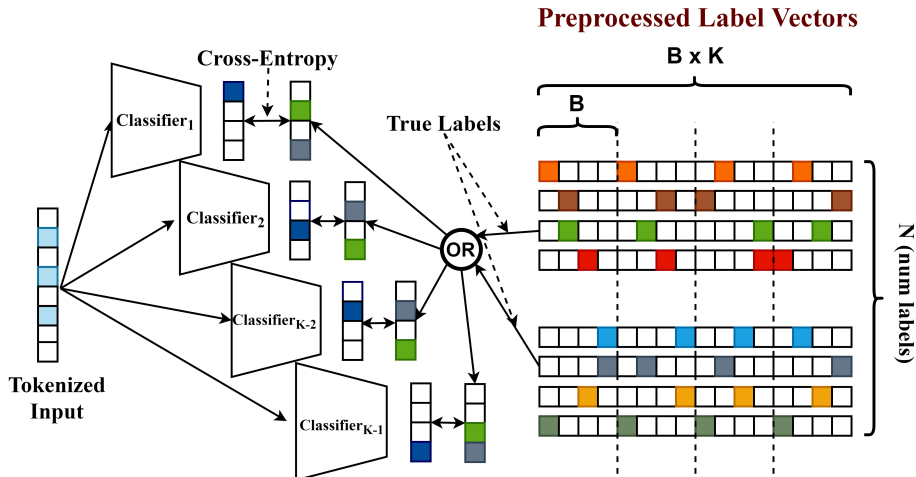 Preprocessed Label Vectors
Cross-Entropy
B x K
B
True Labels
Classifier1
Classifier2
ClassifierK-2
ClassifierK-1
OR
N (num labels)
Tokenized
Input